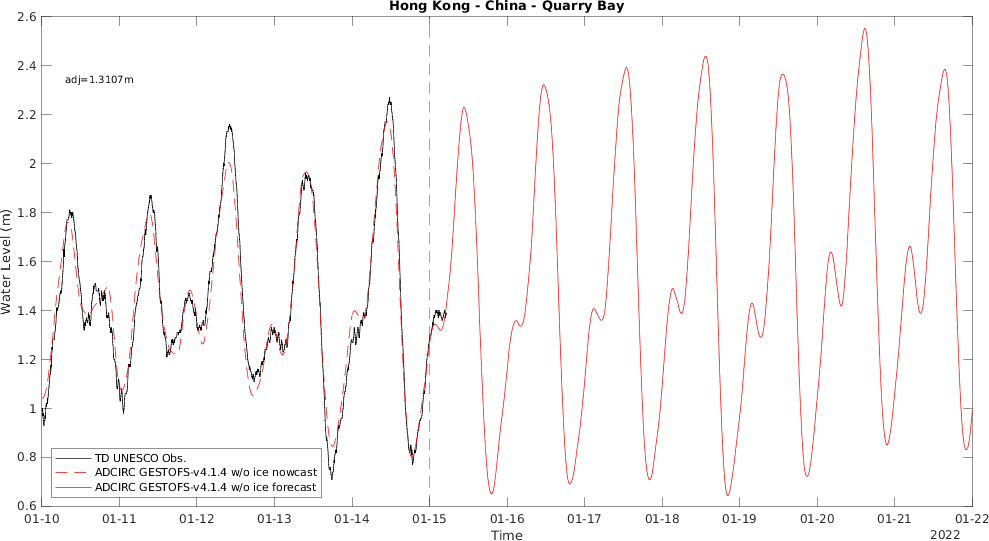 Hong Kong - China - Quarry Bay
adj=1.3107m
Water Level (m)
2.6
2.4
2.2
2
1.8
1.6
1.4
1.2
1
0.8
0.6
TD UNESCO Obs.
ADCIRC GESTOFS-v4.1.4 w/o ice nowcast
ADCIRC GESTOFS-v4.1.4 w/o ice forecast
01-10 01-11 01-12 01-13 01-14 01-15 01-16 01-17 01-18 01-19 01-20 01-21 01-22
Time
2022